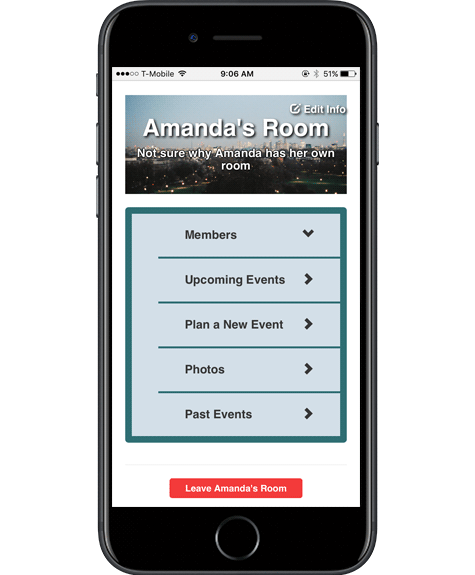 T-Mobile 9:06 AM 51%
Edit Info
Amanda's Room
Not sure why Amanda has her own
room
Members
Upcoming Events
Plan a New Event
Photos
Past Events
Leave Amanda's Room